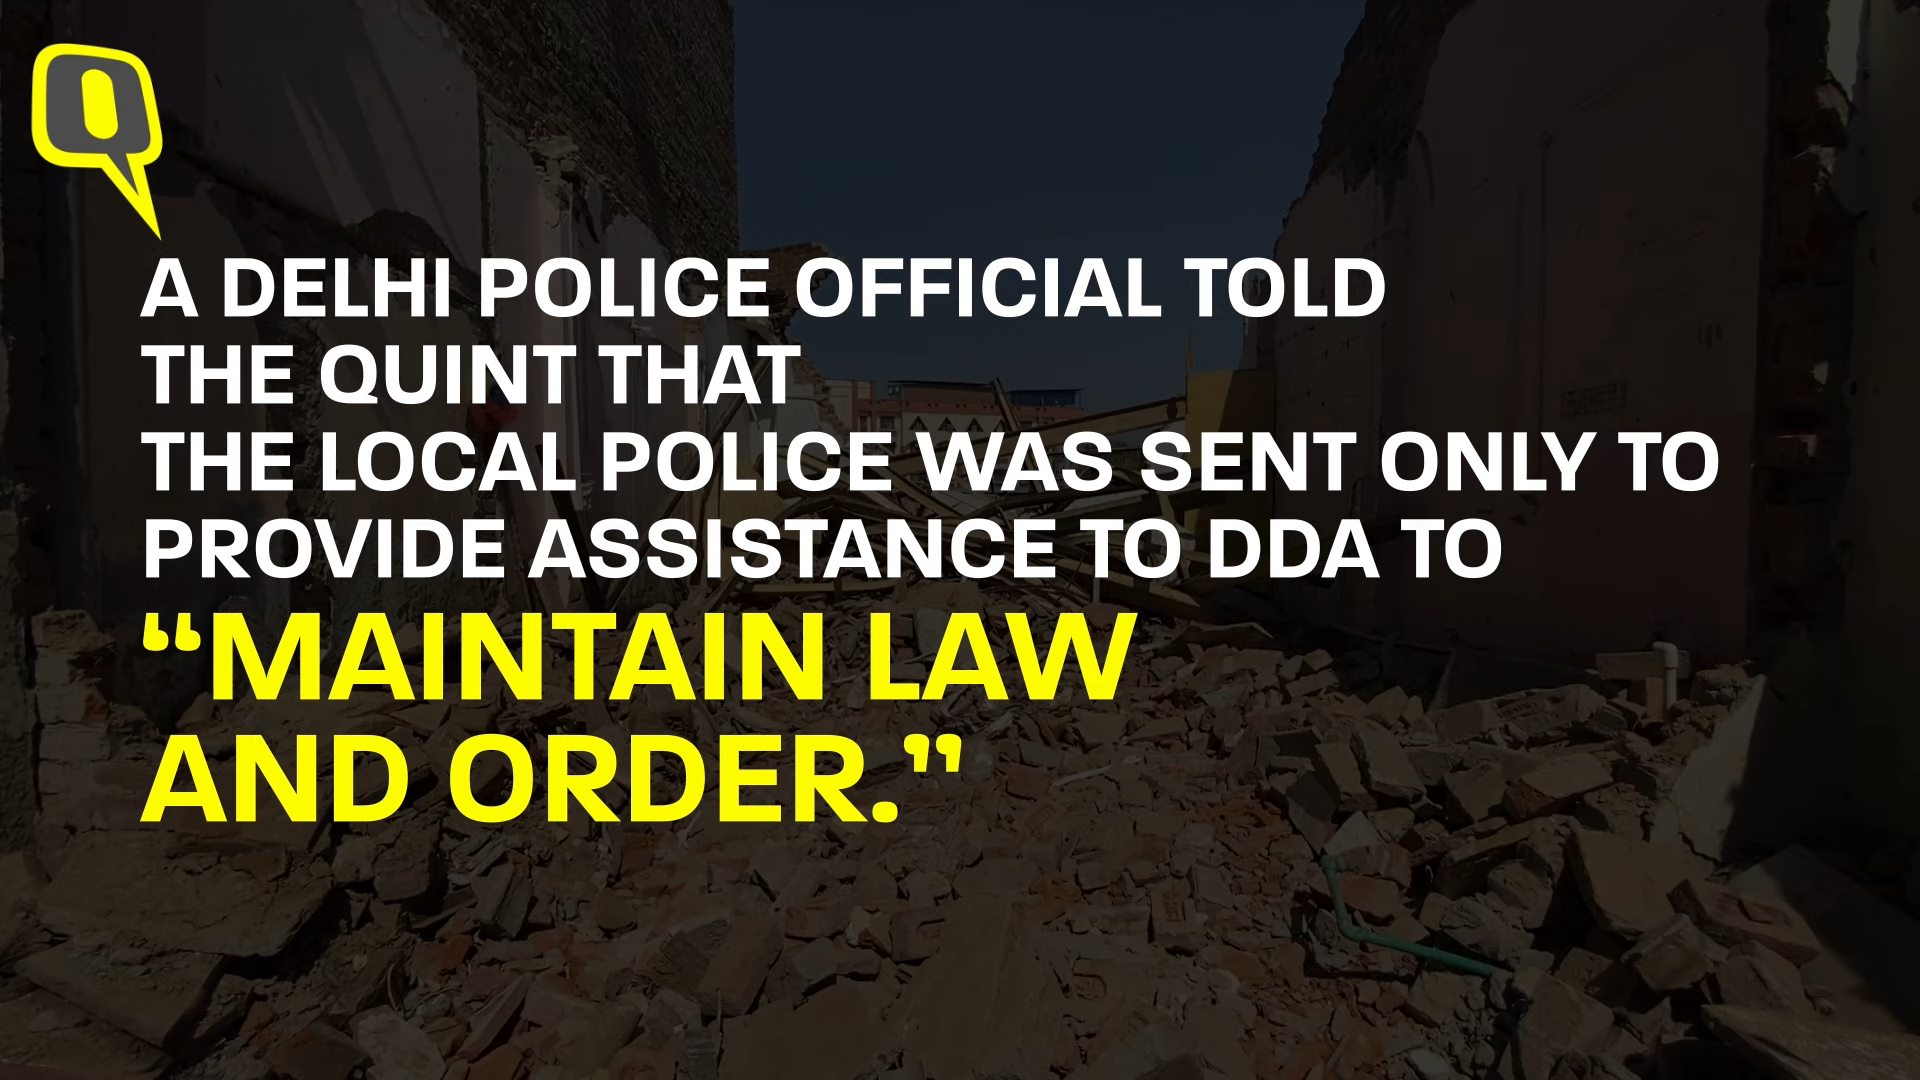 A DELHI POLICE OFFICIAL TOLD
THE QUINT THAT
THE LOCAL POLICE WAS SENT ONLY TO
PROVIDE ASSISTANCE TO DDA TO
“MAINTAIN LAW
AND ORDER.”